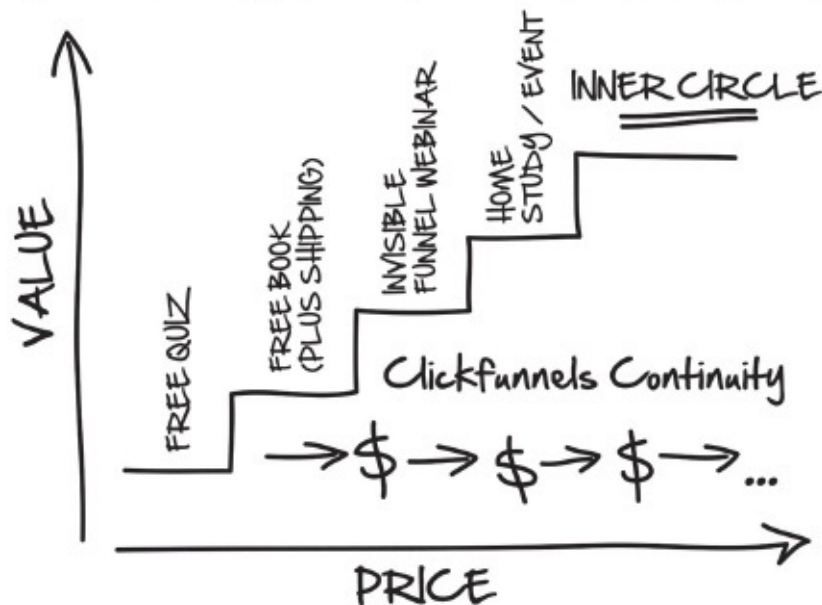 VALUE
FREE QUIZ
FREE BOOK
(PLUS SHIPPING)
INVISIBLE
FUNNEL WEBINAR
HOME
STUDY / EVENT
INNER CIRCLE
Clickfunnels Continuity
$ $ $ ...
PRICE